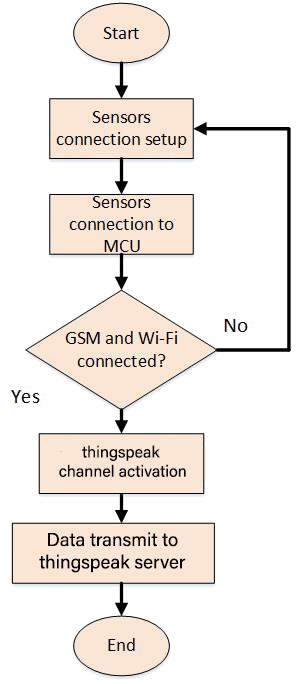 Start
Sensors
connection setup
Sensors
connection to
MCU
GSM and Wi-Fi
connected?
No
Yes
thingspeak
channel activation
Data transmit to
thingspeak server
End